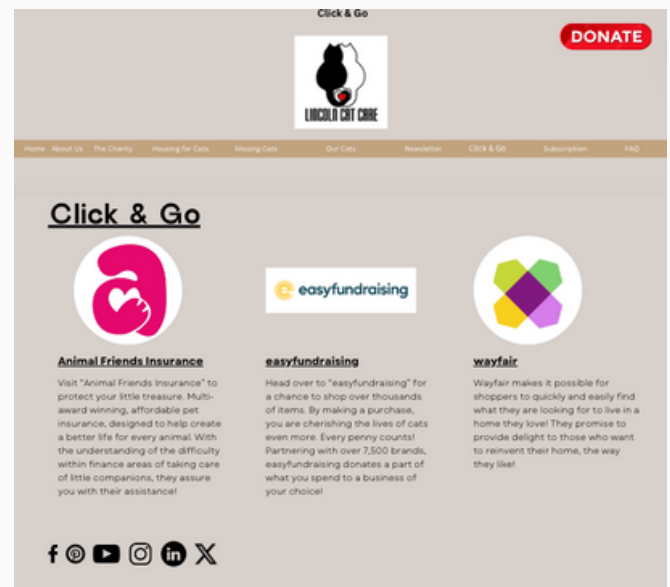 Click & Go
DONATE
LINCOLN CAT CARE
Home About Us The Charity Housing for Cats Missing Cats Our Cats Newsletter Click & Go Subscription FAQ
Click & Go
easyfundraising
Animal Friends Insurance
Visit "Animal Friends Insurance" to
protect your little treasure. Multi-
award winning, affordable pet
insurance, designed to help create
a better life for every animal. With
the understanding of the difficulty
within finance areas of taking care
of little companions, they assure
you with their assistance!
easyfundraising
Head over to "easyfundraising" for
a chance to shop over thousands
of items. By making a purchase,
you are cherishing the lives of cats
even more. Every penny counts!
Partnering with over 7,500 brands,
easyfundraising donates a part of
what you spend to a business of
your choice!
wayfair
Wayfair makes it possible for
shoppers to quickly and easily find
what they are looking for to live in a
home they love! They promise to
provide delight to those who want
to reinvent their home, the way
they like!